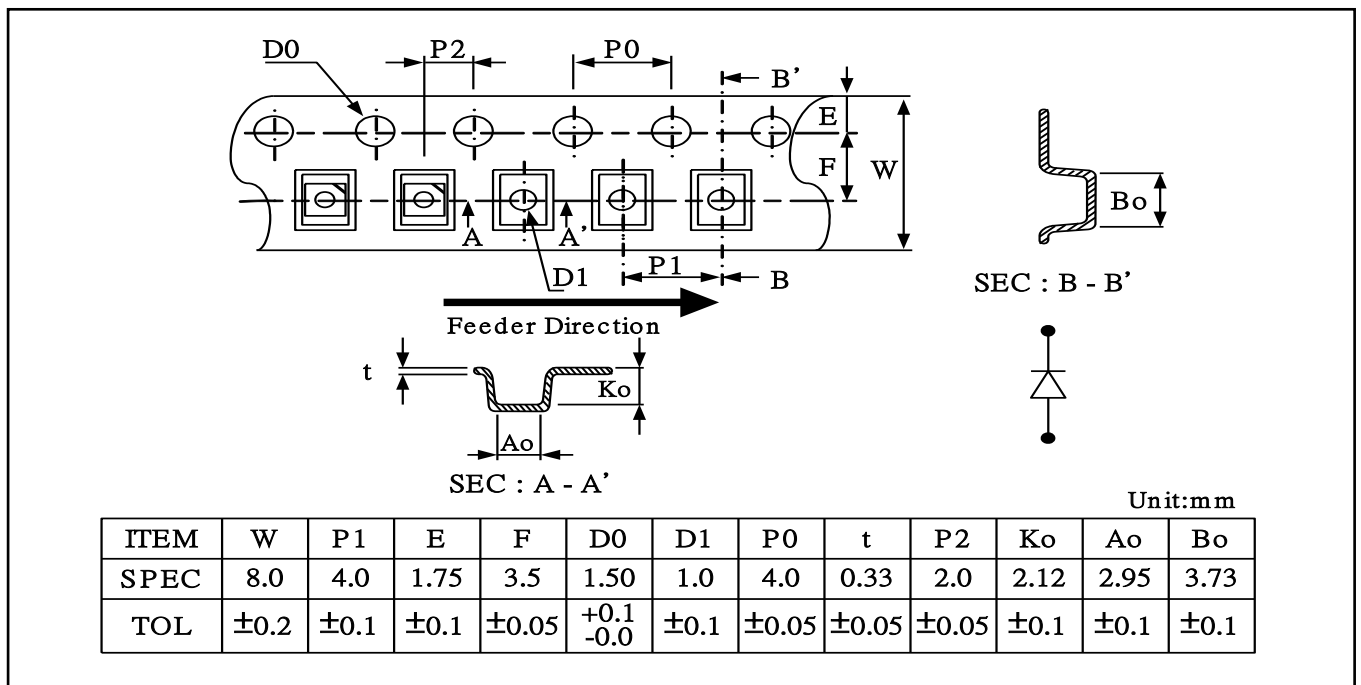 D0
P2
P0
B’
E
F
W
A
A’
D1
P1
B
Feeder Direction
Bo
SEC : B - B’
t
Ko
Ao
SEC : A - A’
Unit:mm
ITEM W P1 E F D0 D1 P0 t P2 Ko Ao Bo
SPEC 8.0 4.0 1.75 3.5 1.50 1.0 4.0 0.33 2.0 2.12 2.95 3.73
TOL ±0.2 ±0.1 ±0.1 ±0.05 +0.1 -0.0 ±0.1 ±0.05 ±0.05 ±0.05 ±0.1 ±0.1 ±0.1